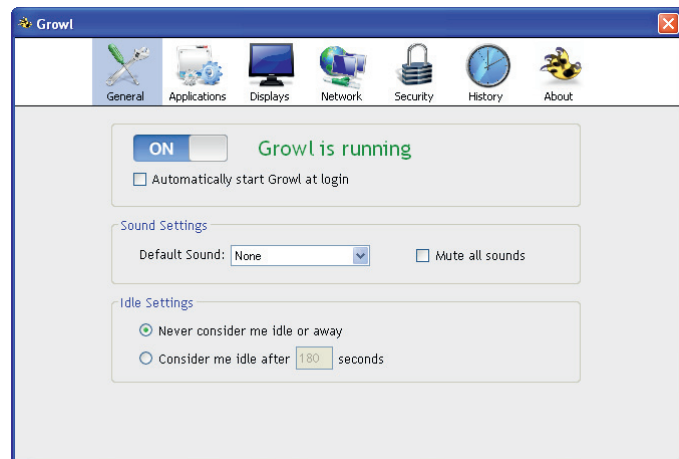 Growl
General Applications Displays Network Security History About
ON Growl is running
Automatically start Growl at login
Sound Settings
Default Sound: None Mute all sounds
Idle Settings
Never consider me idle or away
Consider me idle after 180 seconds